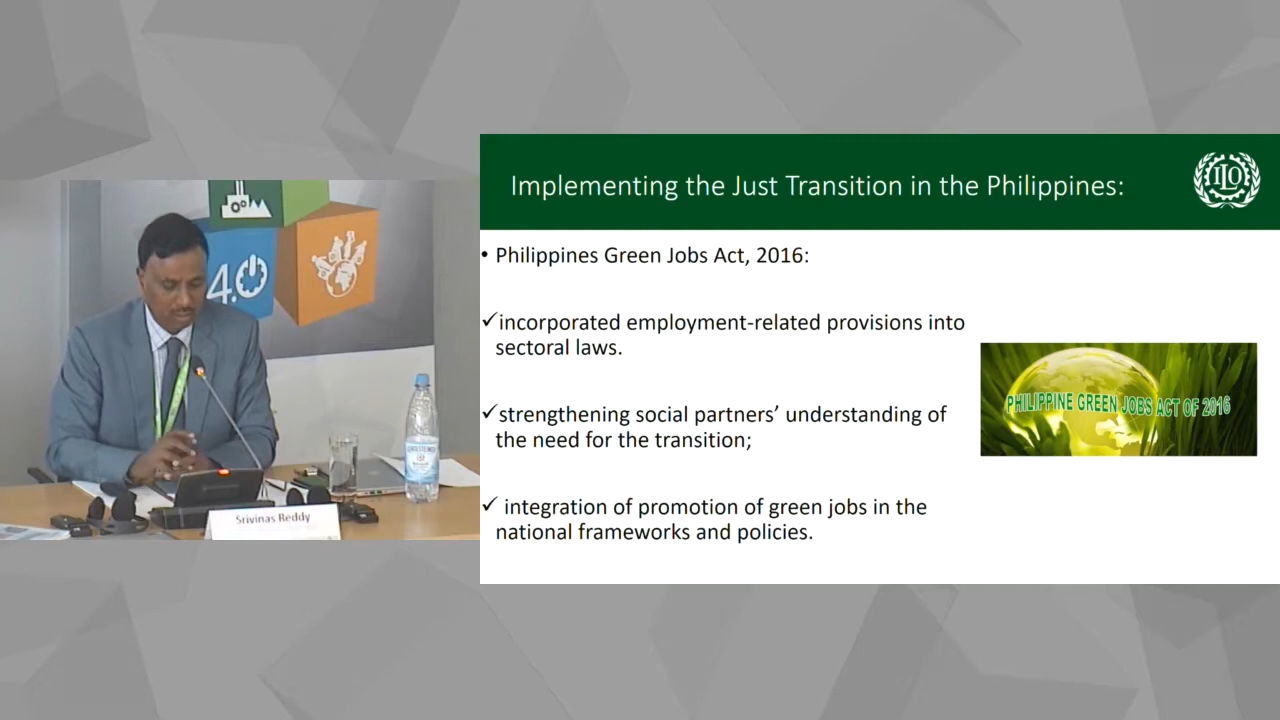 Implementing the Just Transition in the Philippines:
ILO
• Philippines Green Jobs Act, 2016:
✓incorporated employment-related provisions into
sectoral laws.
✓strengthening social partners’ understanding of
the need for the transition;
✓ integration of promotion of green jobs in the
national frameworks and policies.
PHILIPPINE GREEN JOBS ACT OF 2016
4.0
Srivinas Reddy